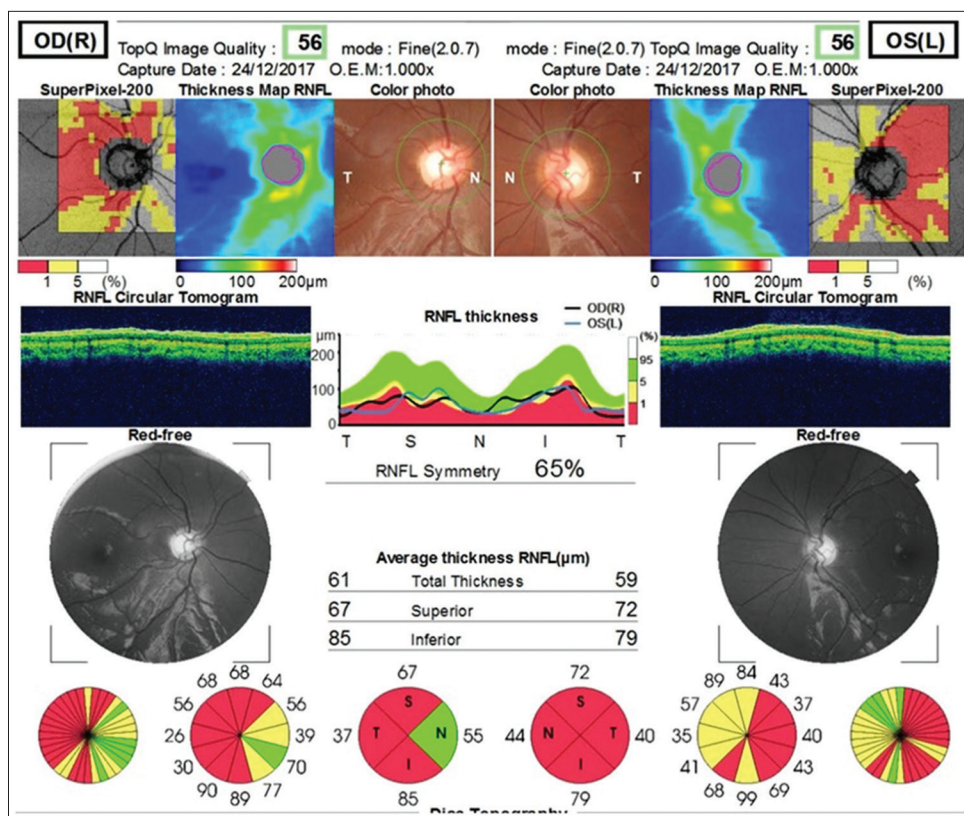 OD(R) TopQ Image Quality : 56 mode : Fine(2.0.7) mode : Fine(2.0.7) TopQ Image Quality : 56 OS(L)
Capture Date : 24/12/2017 O.E.M:1.000x Capture Date : 24/12/2017 O.E.M:1.000x
SuperPixel-200 Thickness Map RNFL Color photo Color photo Thickness Map RNFL SuperPixel-200
T N N T
1 5 (%) 0 100 200μm 0 100 200μm 1 5 (%)
RNFL Circular Tomogram RNFL thickness OD(R) RNFL Circular Tomogram
OS(L)
μm (%)
200
95
100 5
1
0
T S N I T
Red-free Red-free
RNFL Symmetry 65%
Average thickness RNFL(μm)
61 Total Thickness 59
67 Superior 72
85 Inferior 79
68 68 64 56 39 70 77 89 90 30 26 56
67 55 85 37
S N I T
72 40 79 44
S T I N
89 84 43 37 40 43 69 99 68 41 35 57